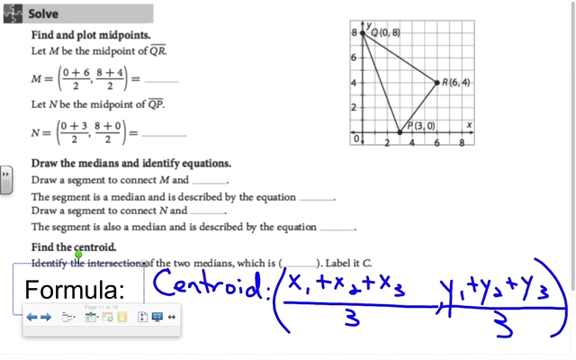 Solve
Find and plot midpoints.
Let M be the midpoint of QR.
M = (0 + 6 / 2, 8 + 4 / 2) = ______
Let N be the midpoint of QP.
N = (0 + 3 / 2, 8 + 0 / 2) = ______
Draw the medians and identify equations.
Draw a segment to connect M and ______.
The segment is a median and is described by the equation ______.
Draw a segment to connect N and ______.
The segment is also a median and is described by the equation ______.
Find the centroid.
Identify the intersection of the two medians, which is (______). Label it C.
y
8 Q(0, 8)
6
4 R(6, 4)
2
P(3, 0) x
0 2 4 6 8
Formula: Centroid: (x₁ + x₂ + x₃ / 3, y₁ + y₂ + y₃ / 3)